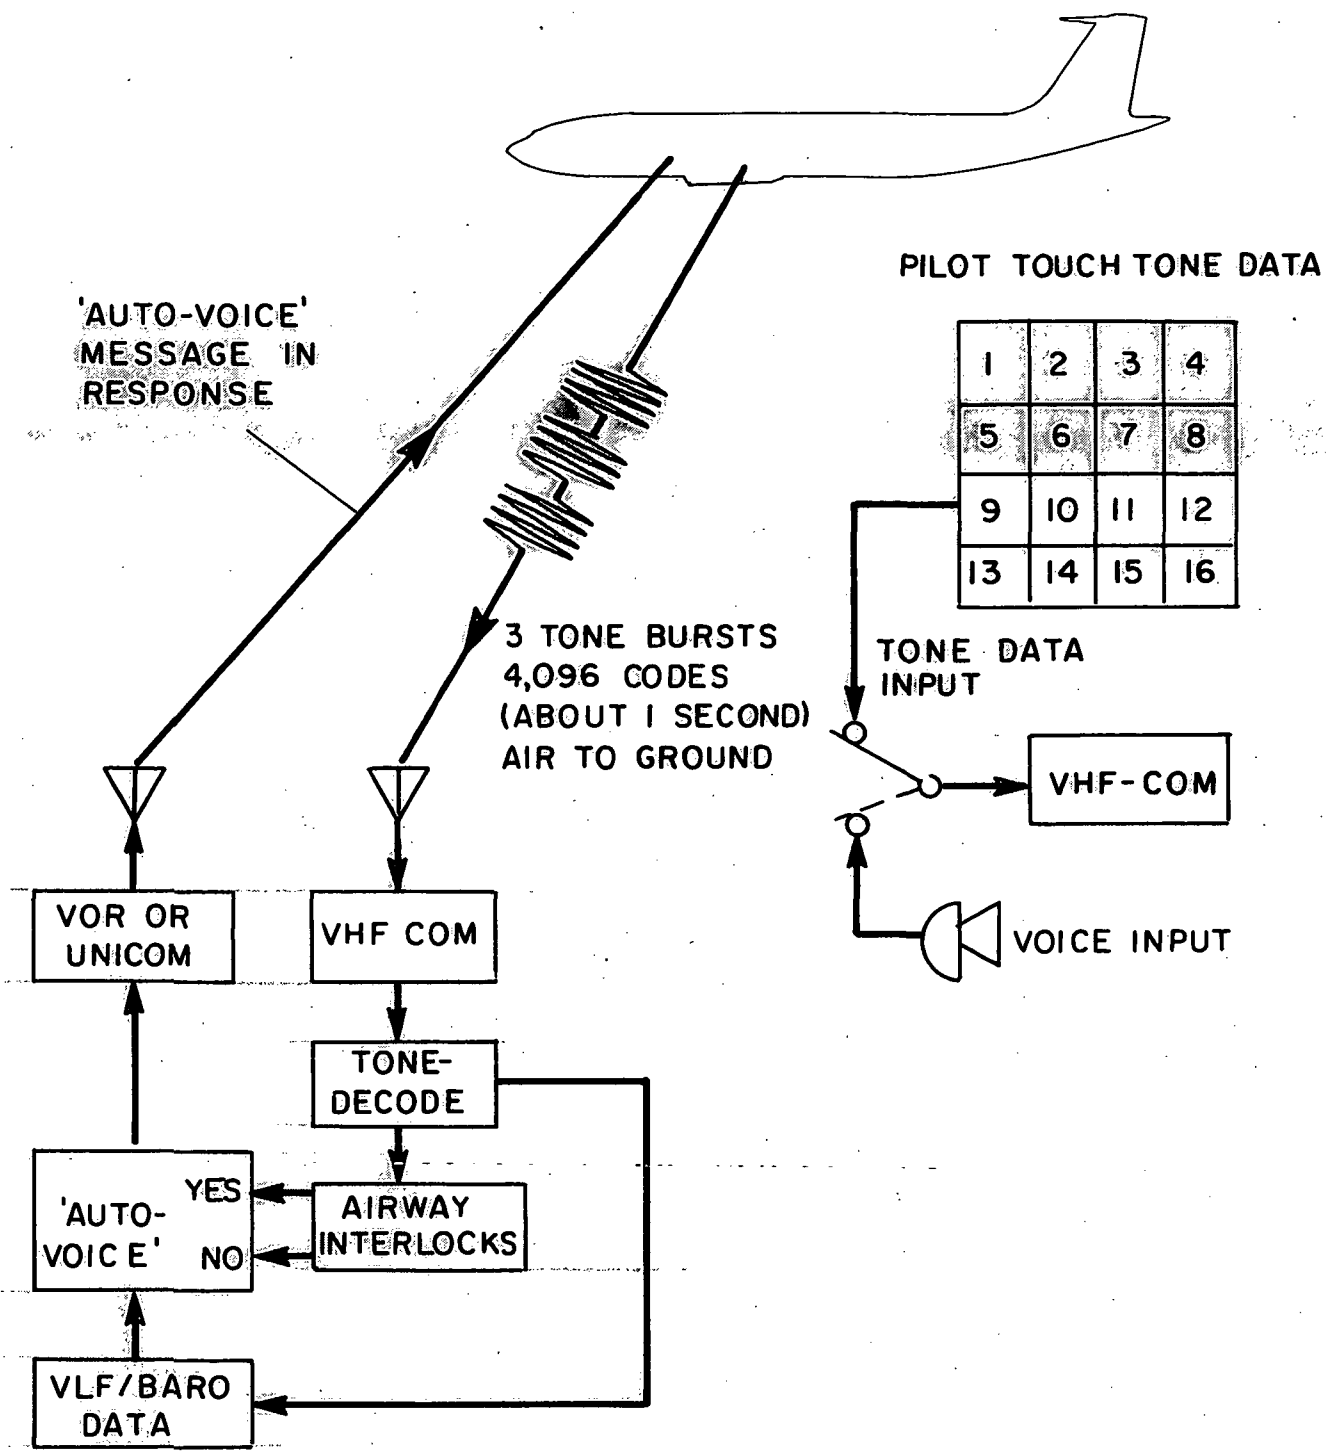 PILOT TOUCH TONE DATA
1 2 3 4
5 6 7 8
9 10 11 12
13 14 15 16
'AUTO-VOICE'
MESSAGE IN
RESPONSE
3 TONE BURSTS
4,096 CODES
(ABOUT 1 SECOND)
AIR TO GROUND
TONE DATA
INPUT
VHF-COM
VOICE INPUT
VOR OR
UNICOM
VHF COM
TONE-
DECODE
'AUTO-
VOICE'
YES
NO
AIRWAY
INTERLOCKS
VLF/BARO
DATA